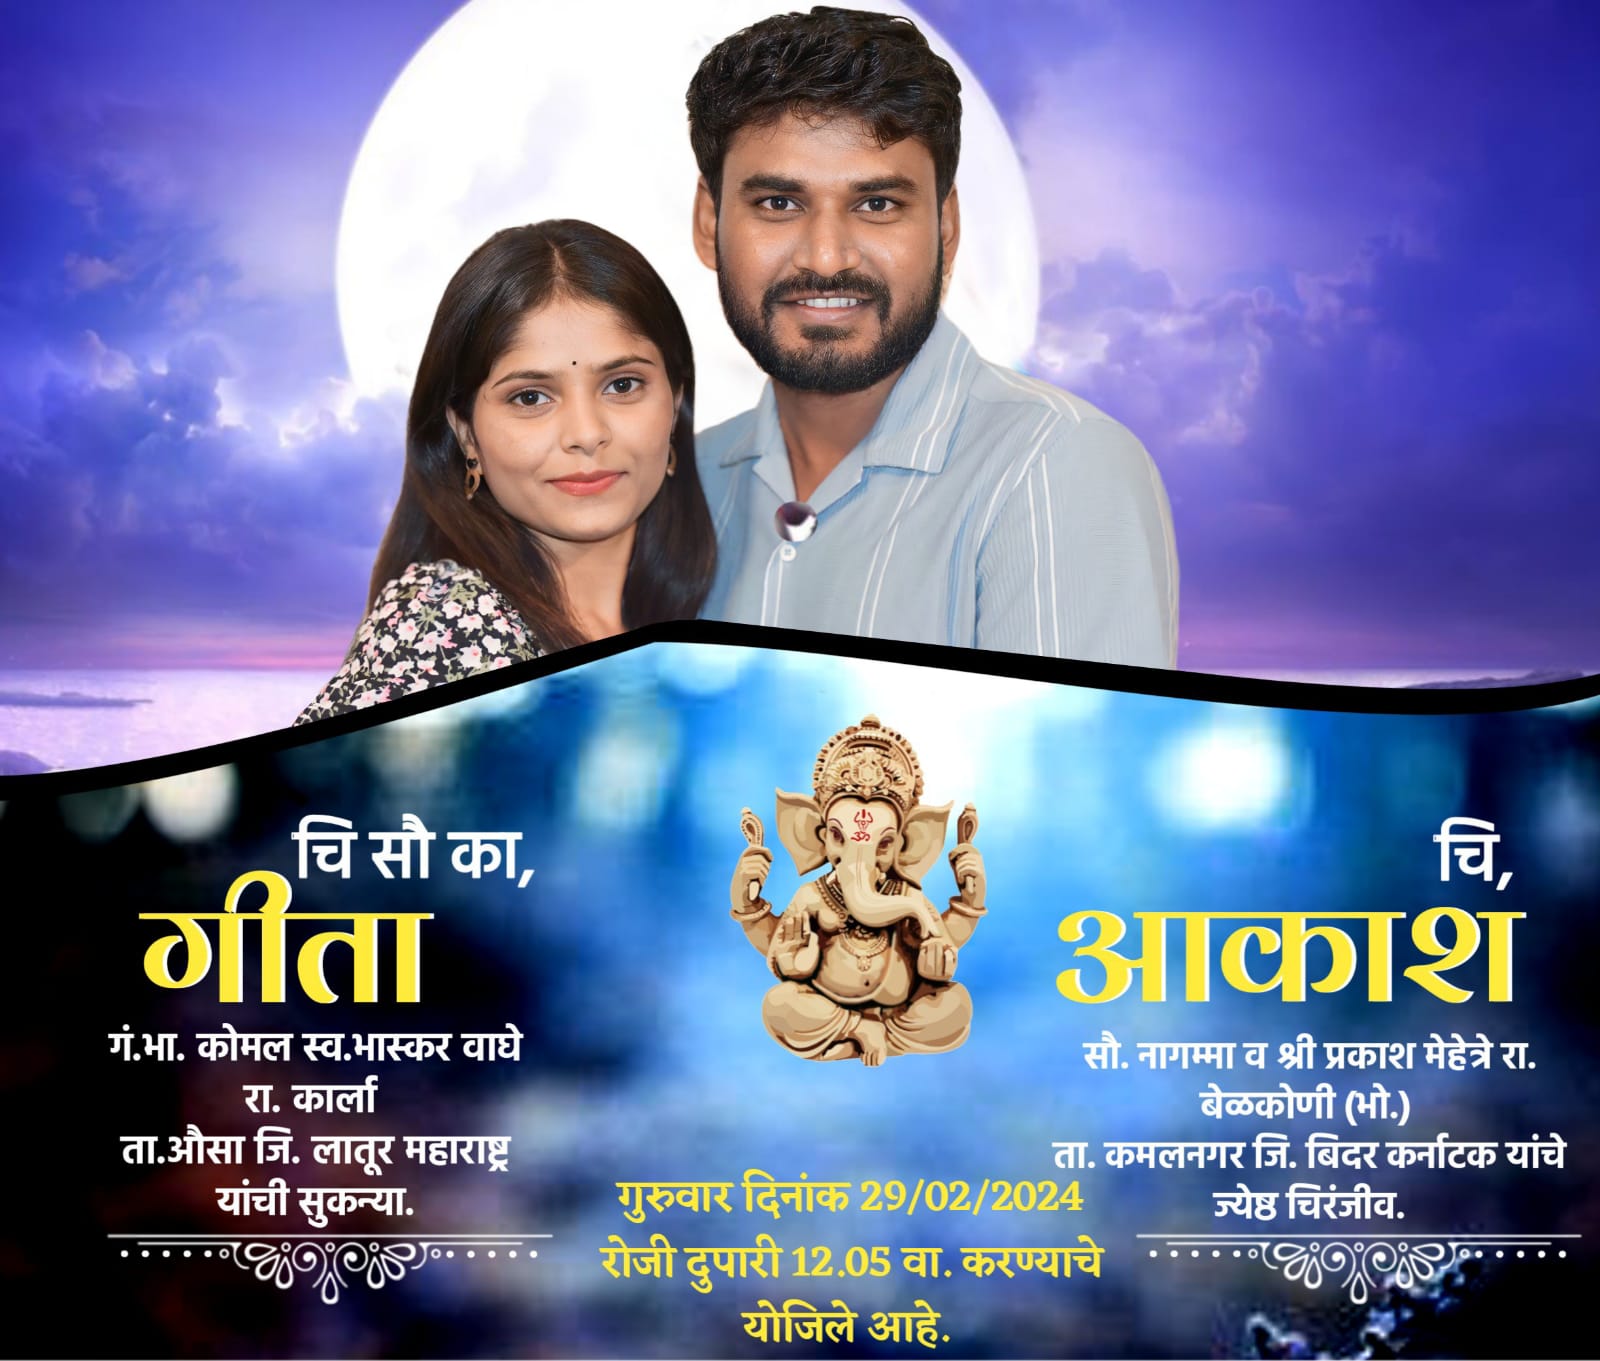 चि सौ का,
गीता
गं.भा. कोमल स्व.भास्कर वाघे
रा. कार्ला
ता.औसा जि. लातूर महाराष्ट्र
यांची सुकन्या.
चि,
आकाश
सौ. नागम्मा व श्री प्रकाश मेहेत्रे रा.
बेळकोणी (भो.)
ता. कमलनगर जि. बिदर कर्नाटक यांचे
ज्येष्ठ चिरंजीव.
गुरुवार दिनांक 29/02/2024
रोजी दुपारी 12.05 वा. करण्याचे
योजिले आहे.